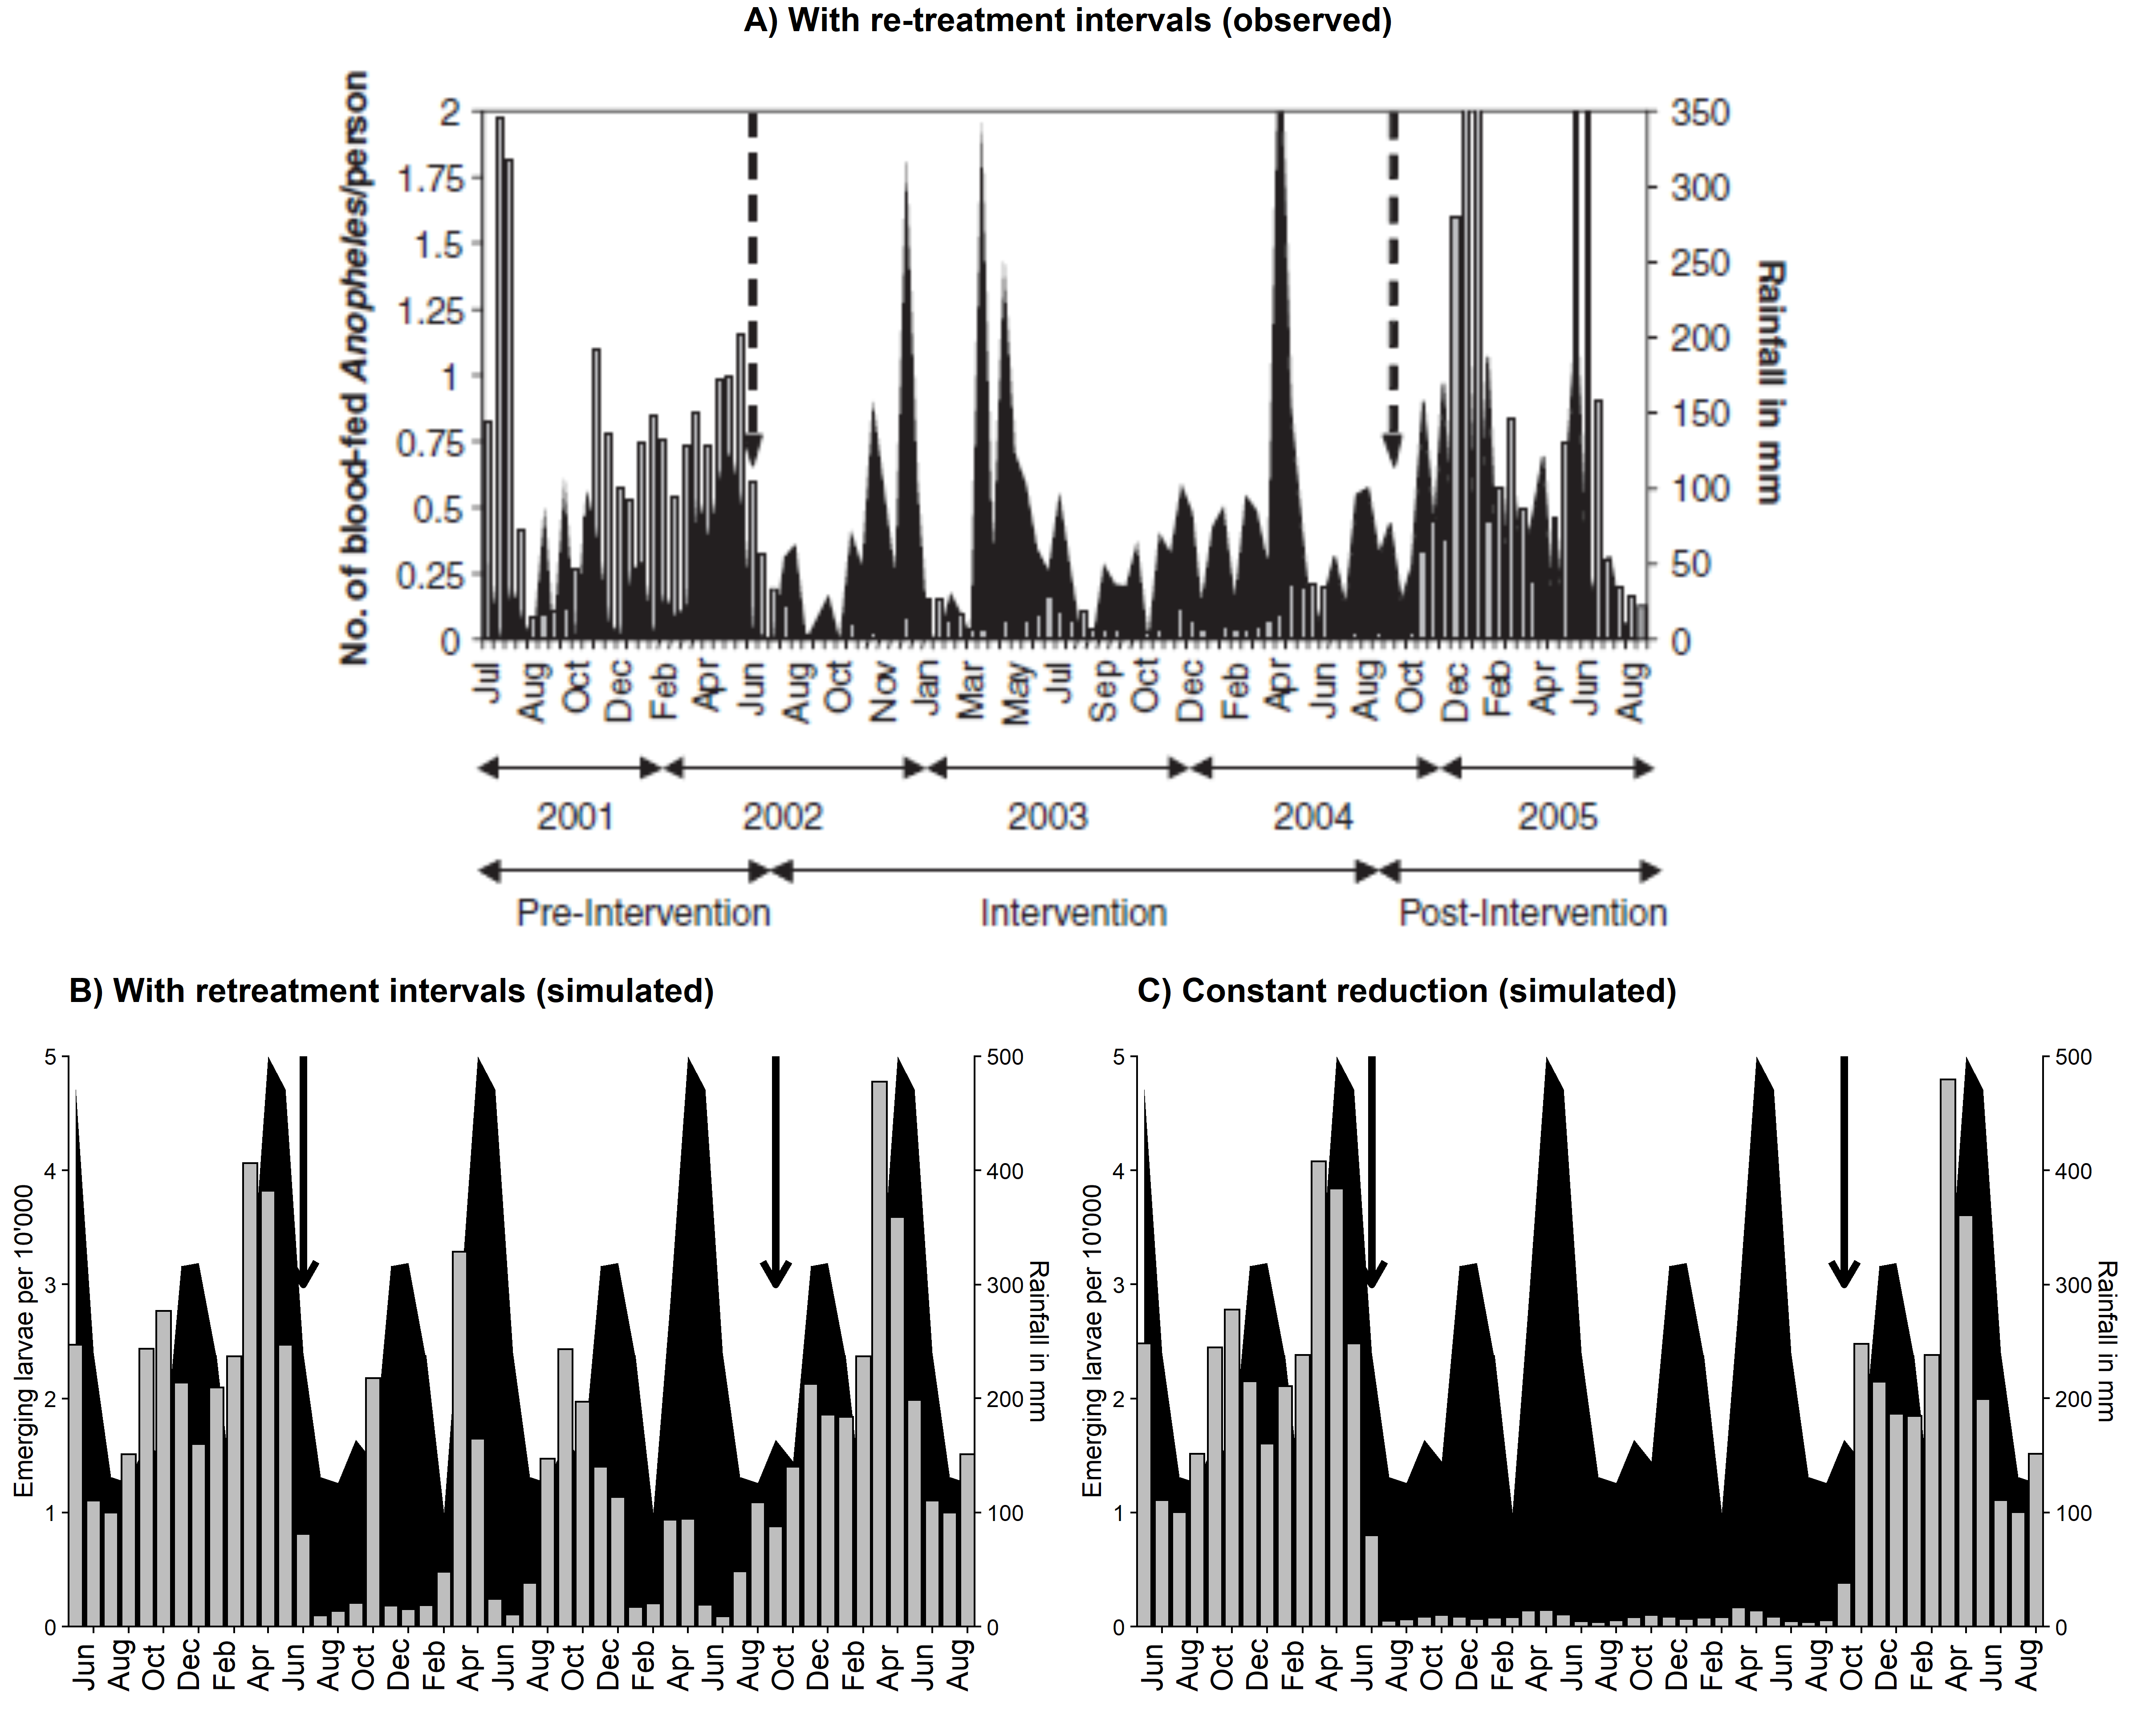 A) With re-treatment intervals (observed)
No. of blood-fed Anopheles/person
2
1.75
1.5
1.25
1
0.75
0.5
0.25
0
350
300
250
200
150
100
50
0
Rainfall in mm
Jul Aug Oct Dec Feb Apr Jun Aug Oct Nov Jan Mar May Jul Sep Oct Dec Feb Apr Jun Aug Oct Dec Feb Apr Jun Aug
2001 2002 2003 2004 2005
Pre-Intervention Intervention Post-Intervention
B) With retreatment intervals (simulated)
Emerging larvae per 10'000
5
4
3
2
1
0
500
400
300
200
100
0
Rainfall in mm
Jun Aug Oct Dec Feb Apr Jun Aug Oct Dec Feb Apr Jun Aug Oct Dec Feb Apr Jun Aug Oct Dec Feb Apr Jun Aug
C) Constant reduction (simulated)
Emerging larvae per 10'000
5
4
3
2
1
0
500
400
300
200
100
0
Rainfall in mm
Jun Aug Oct Dec Feb Apr Jun Aug Oct Dec Feb Apr Jun Aug Oct Dec Feb Apr Jun Aug Oct Dec Feb Apr Jun Aug